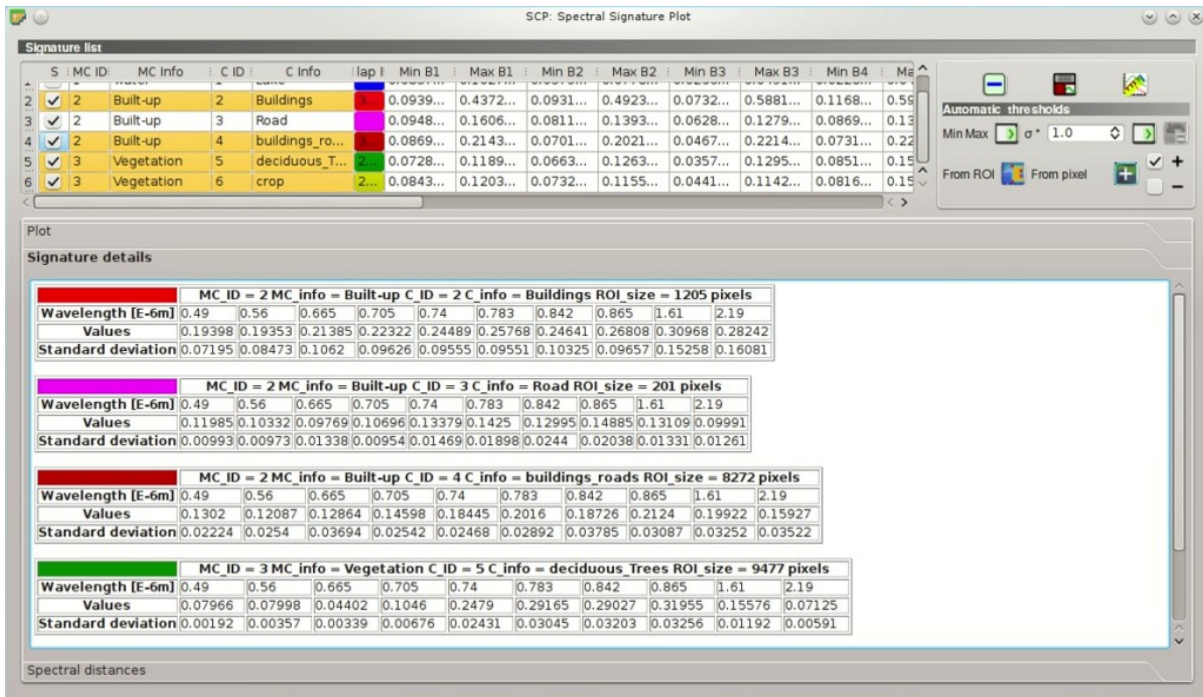 SCP: Spectral Signature Plot
Signature list
S MC ID: MC Info C ID C Info lap Min B1 Max B1 Min B2 Max B2 Min B3 Max B3 Min B4 Ma
2 2 Built-up 2 Buildings 0.0939... 0.4372... 0.0931... 0.4923... 0.0732... 0.5881... 0.1168... 0.59
3 2 Built-up 3 Road 0.0948... 0.1606... 0.0811... 0.1393... 0.0628... 0.1279... 0.0869... 0.13
4 2 Built-up 4 buildings_ro... 0.0869... 0.2143... 0.0701... 0.2021... 0.0467... 0.2214... 0.0731... 0.22
5 3 Vegetation 5 deciduous_T... 2... 0.0728... 0.1189... 0.0663... 0.1263... 0.0357... 0.1295... 0.0851... 0.15
6 3 Vegetation 6 crop 2... 0.0843... 0.1203... 0.0732... 0.1155... 0.0441... 0.1142... 0.0816... 0.15
Automatic thresholds
Min Max σ* 1.0
From ROI From pixel + −
Plot
Signature details
MC_ID = 2 MC_info = Built-up C_ID = 2 C_info = Buildings ROI_size = 1205 pixels
Wavelength [E-6m] 0.49 0.56 0.665 0.705 0.74 0.783 0.842 0.865 1.61 2.19
Values 0.19398 0.19353 0.21385 0.22322 0.24489 0.25768 0.24641 0.26808 0.30968 0.28242
Standard deviation 0.07195 0.08473 0.1062 0.09626 0.09555 0.09551 0.10325 0.09657 0.15258 0.16081
MC_ID = 2 MC_info = Built-up C_ID = 3 C_info = Road ROI_size = 201 pixels
Wavelength [E-6m] 0.49 0.56 0.665 0.705 0.74 0.783 0.842 0.865 1.61 2.19
Values 0.11985 0.10332 0.09769 0.10696 0.13379 0.1425 0.12995 0.14885 0.13109 0.09991
Standard deviation 0.00993 0.00973 0.01338 0.00954 0.01469 0.01898 0.0244 0.02038 0.01331 0.01261
MC_ID = 2 MC_info = Built-up C_ID = 4 C_info = buildings_roads ROI_size = 8272 pixels
Wavelength [E-6m] 0.49 0.56 0.665 0.705 0.74 0.783 0.842 0.865 1.61 2.19
Values 0.1302 0.12087 0.12864 0.14598 0.18445 0.2016 0.18726 0.2124 0.19922 0.15927
Standard deviation 0.02224 0.0254 0.03694 0.02542 0.02468 0.02892 0.03785 0.03087 0.03252 0.03522
MC_ID = 3 MC_info = Vegetation C_ID = 5 C_info = deciduous_Trees ROI_size = 9477 pixels
Wavelength [E-6m] 0.49 0.56 0.665 0.705 0.74 0.783 0.842 0.865 1.61 2.19
Values 0.07966 0.07998 0.04402 0.1046 0.2479 0.29165 0.29027 0.31955 0.15576 0.07125
Standard deviation 0.00192 0.00357 0.00339 0.00676 0.02431 0.03045 0.03203 0.03256 0.01192 0.00591
Spectral distances